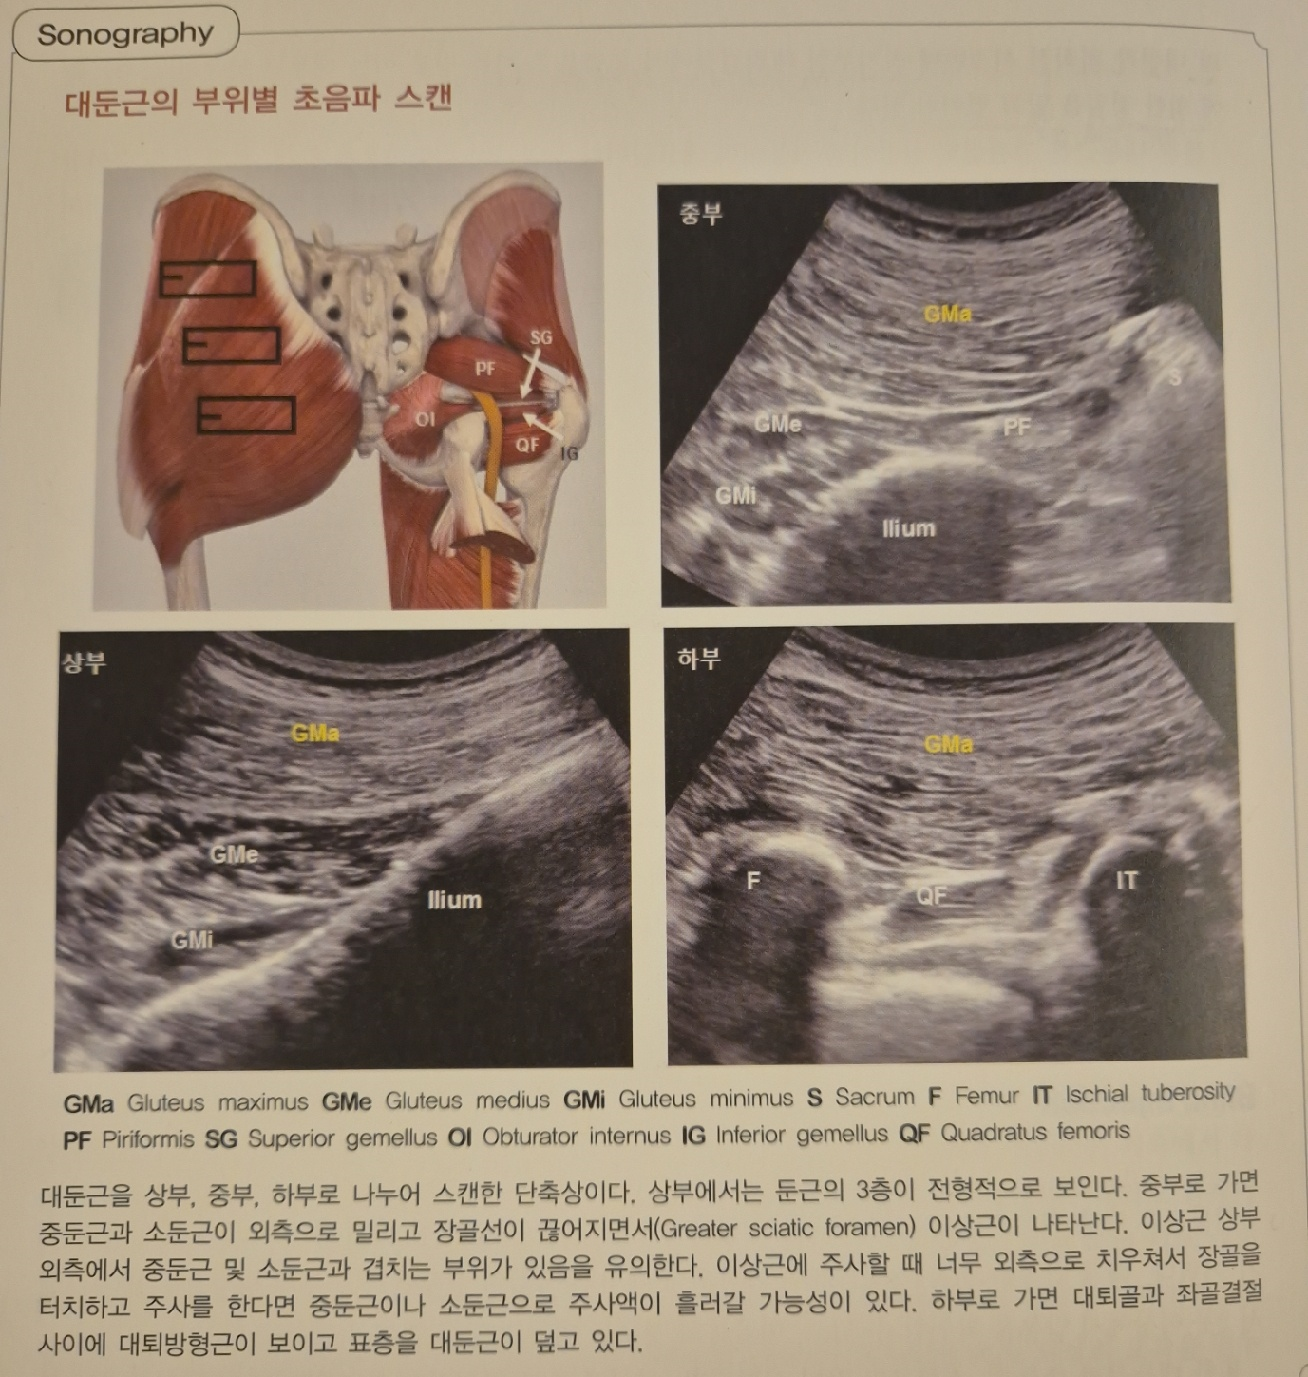 Sonography
대둔근의 부위별 초음파 스캔
SG
PF
OI
QF
IG
중부
GMa
S
GMe
PF
GMi
Ilium
상부
GMa
GMe
Ilium
GMi
하부
GMa
F
QF
IT
GMa Gluteus maximus GMe Gluteus medius GMi Gluteus minimus S Sacrum F Femur IT Ischial tuberosity
PF Piriformis SG Superior gemellus OI Obturator internus IG Inferior gemellus QF Quadratus femoris
대둔근을 상부, 중부, 하부로 나누어 스캔한 단축상이다. 상부에서는 둔근의 3층이 전형적으로 보인다. 중부로 가면
중둔근과 소둔근이 외측으로 밀리고 장골선이 끊어지면서(Greater sciatic foramen) 이상근이 나타난다. 이상근 상부
외측에서 중둔근 및 소둔근과 겹치는 부위가 있음을 유의한다. 이상근에 주사할 때 너무 외측으로 치우쳐서 장골을
터치하고 주사를 한다면 중둔근이나 소둔근으로 주사액이 흘러갈 가능성이 있다. 하부로 가면 대퇴골과 좌골결절
사이에 대퇴방형근이 보이고 표층을 대둔근이 덮고 있다.